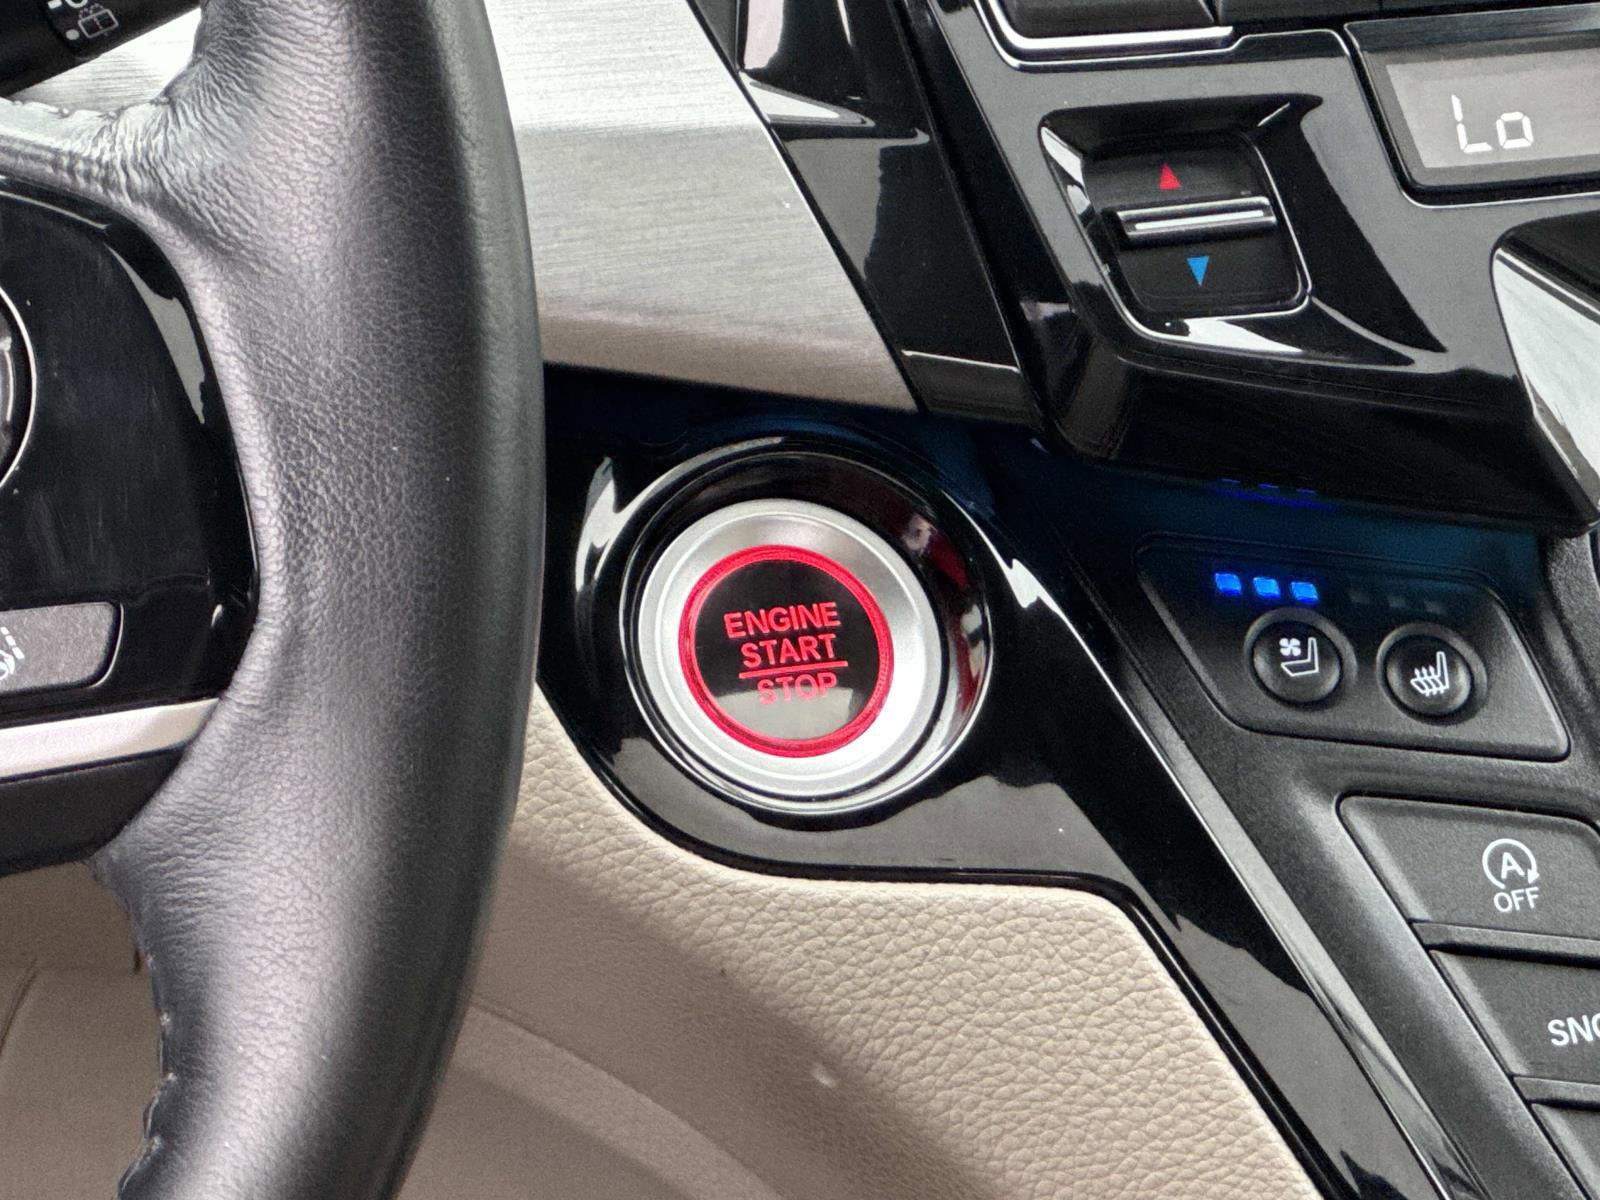 Lo
ENGINE
START
STOP
A
OFF
SNO